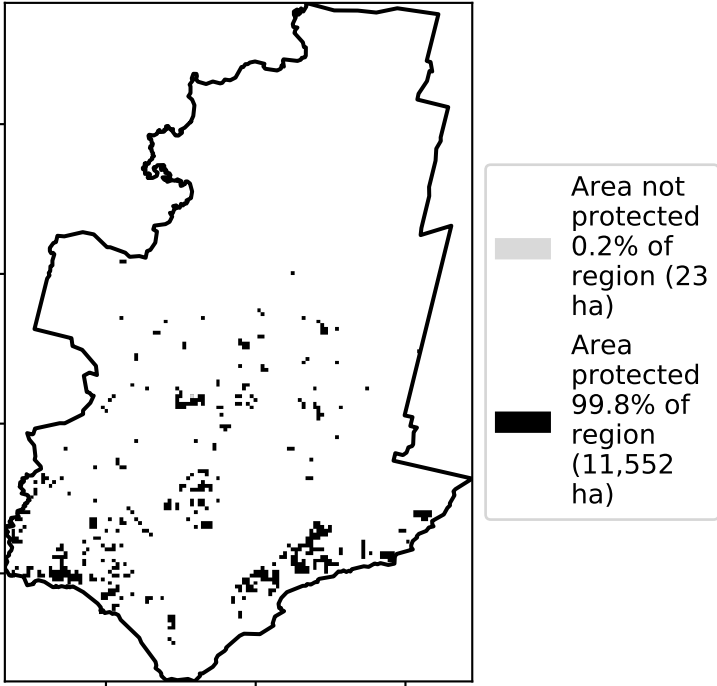 Area not
protected
0.2% of
region (23
ha)
Area
protected
99.8% of
region
(11,552
ha)